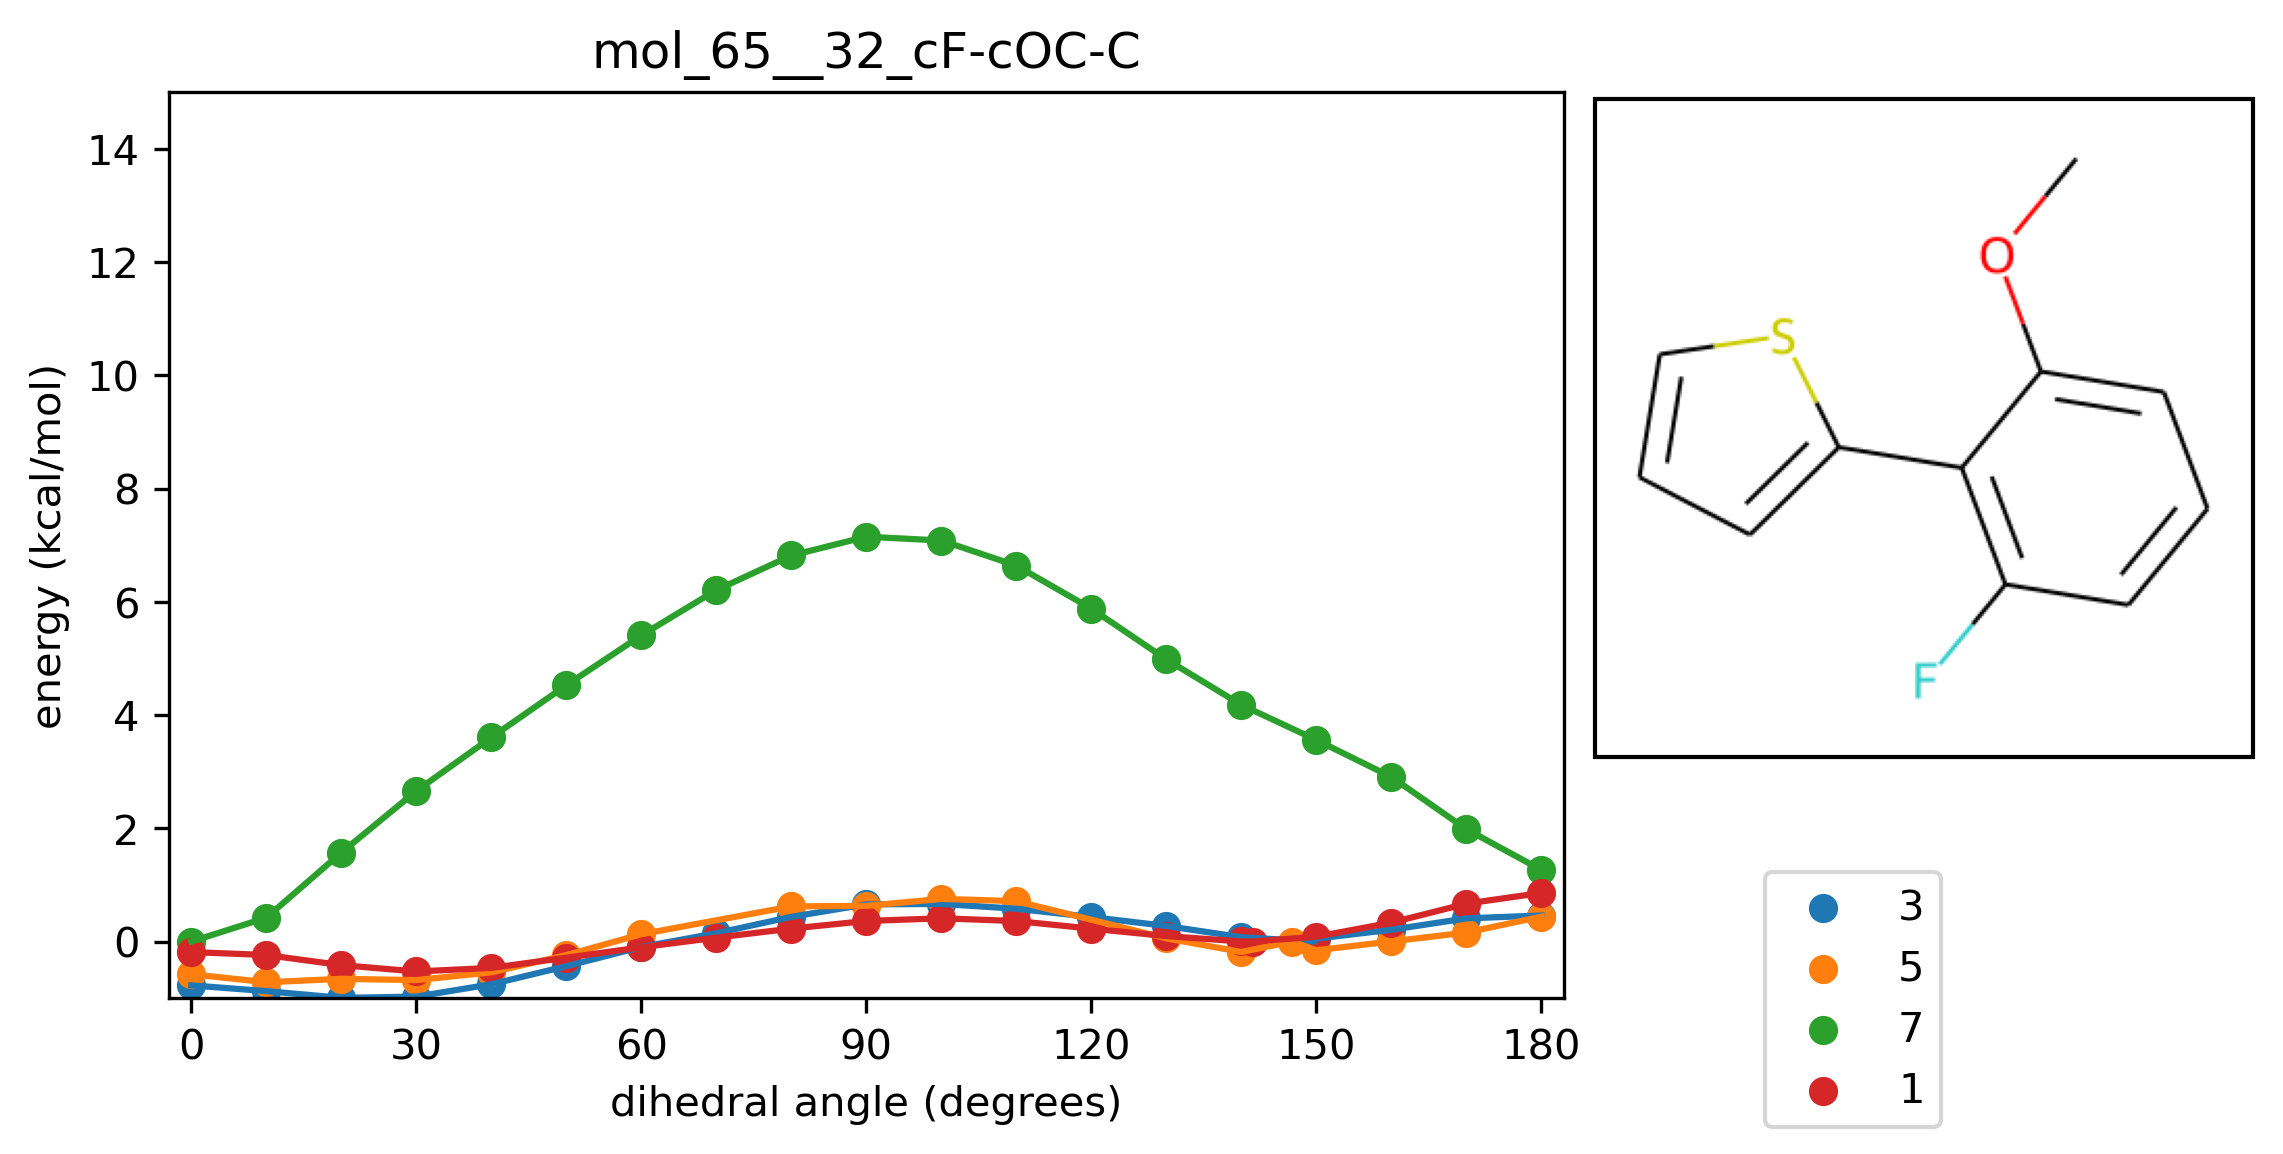 mol_65__32_cF-cOC-C
energy (kcal/mol)
14
12
10
8
6
4
2
0
0 30 60 90 120 150 180
dihedral angle (degrees)
O
S
F
3
5
7
1